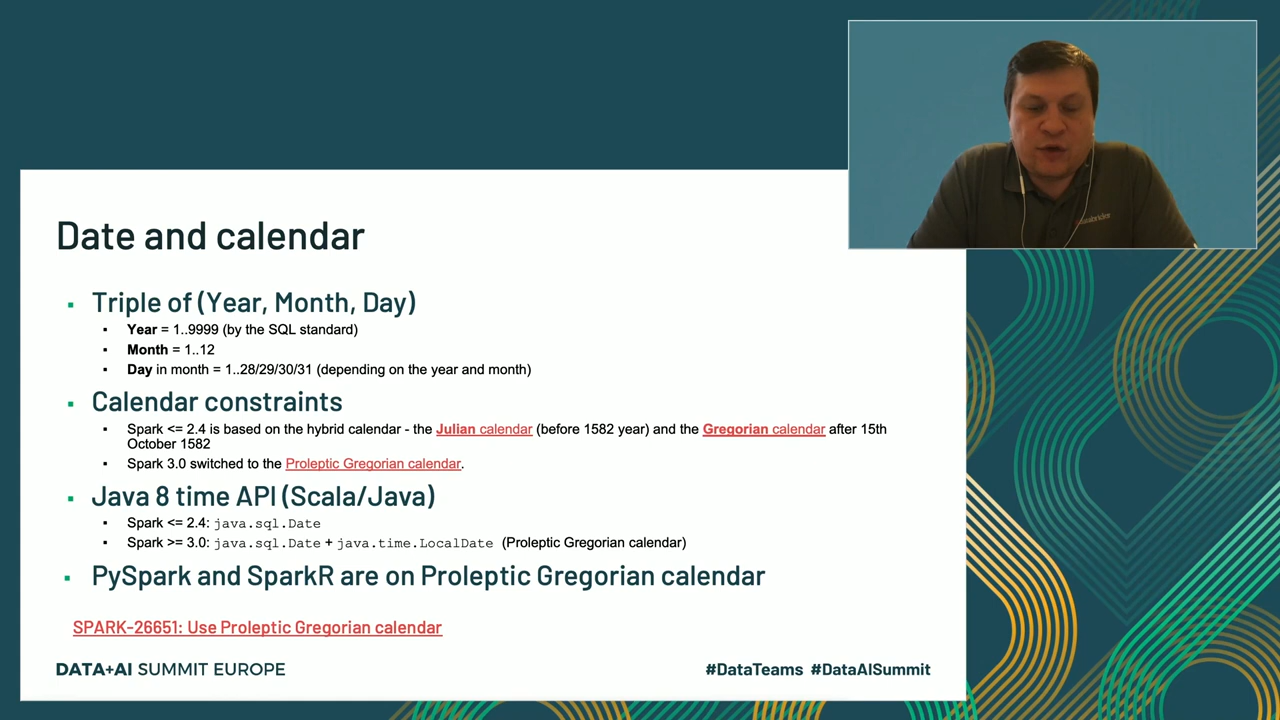 Date and calendar
▪ Triple of (Year, Month, Day)
▪ Year = 1..9999 (by the SQL standard)
▪ Month = 1..12
▪ Day in month = 1..28/29/30/31 (depending on the year and month)
▪ Calendar constraints
▪ Spark <= 2.4 is based on the hybrid calendar - the Julian calendar (before 1582 year) and the Gregorian calendar after 15th
October 1582
▪ Spark 3.0 switched to the Proleptic Gregorian calendar.
▪ Java 8 time API (Scala/Java)
▪ Spark <= 2.4: java.sql.Date
▪ Spark >= 3.0: java.sql.Date + java.time.LocalDate (Proleptic Gregorian calendar)
▪ PySpark and SparkR are on Proleptic Gregorian calendar
SPARK-26651: Use Proleptic Gregorian calendar
DATA+AI SUMMIT EUROPE
#DataTeams #DataAISummit